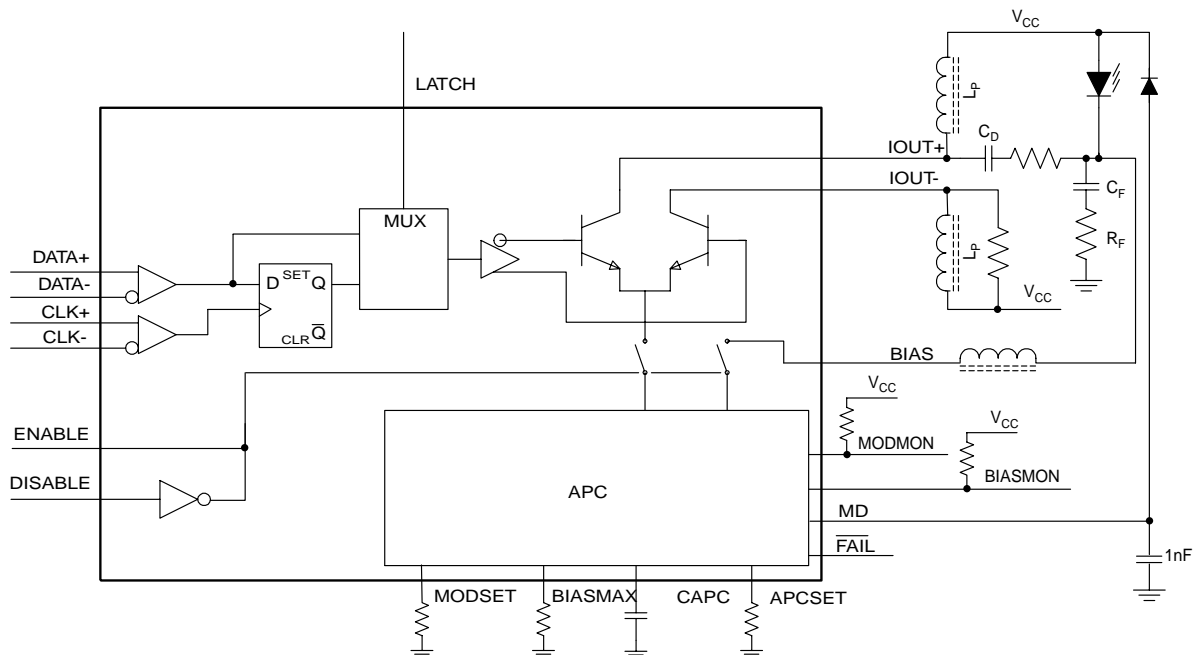 VCC
LATCH
LP
CD
IOUT+
IOUT-
CF
RF
MUX
LP
DATA+
DATA-
CLK+
CLK-
D SET Q
CLR Q̅
VCC
BIAS
VCC
VCC
ENABLE
MODMON
DISABLE
BIASMON
APC
MD
F̅A̅I̅L̅
1nF
MODSET
BIASMAX
CAPC
APCSET